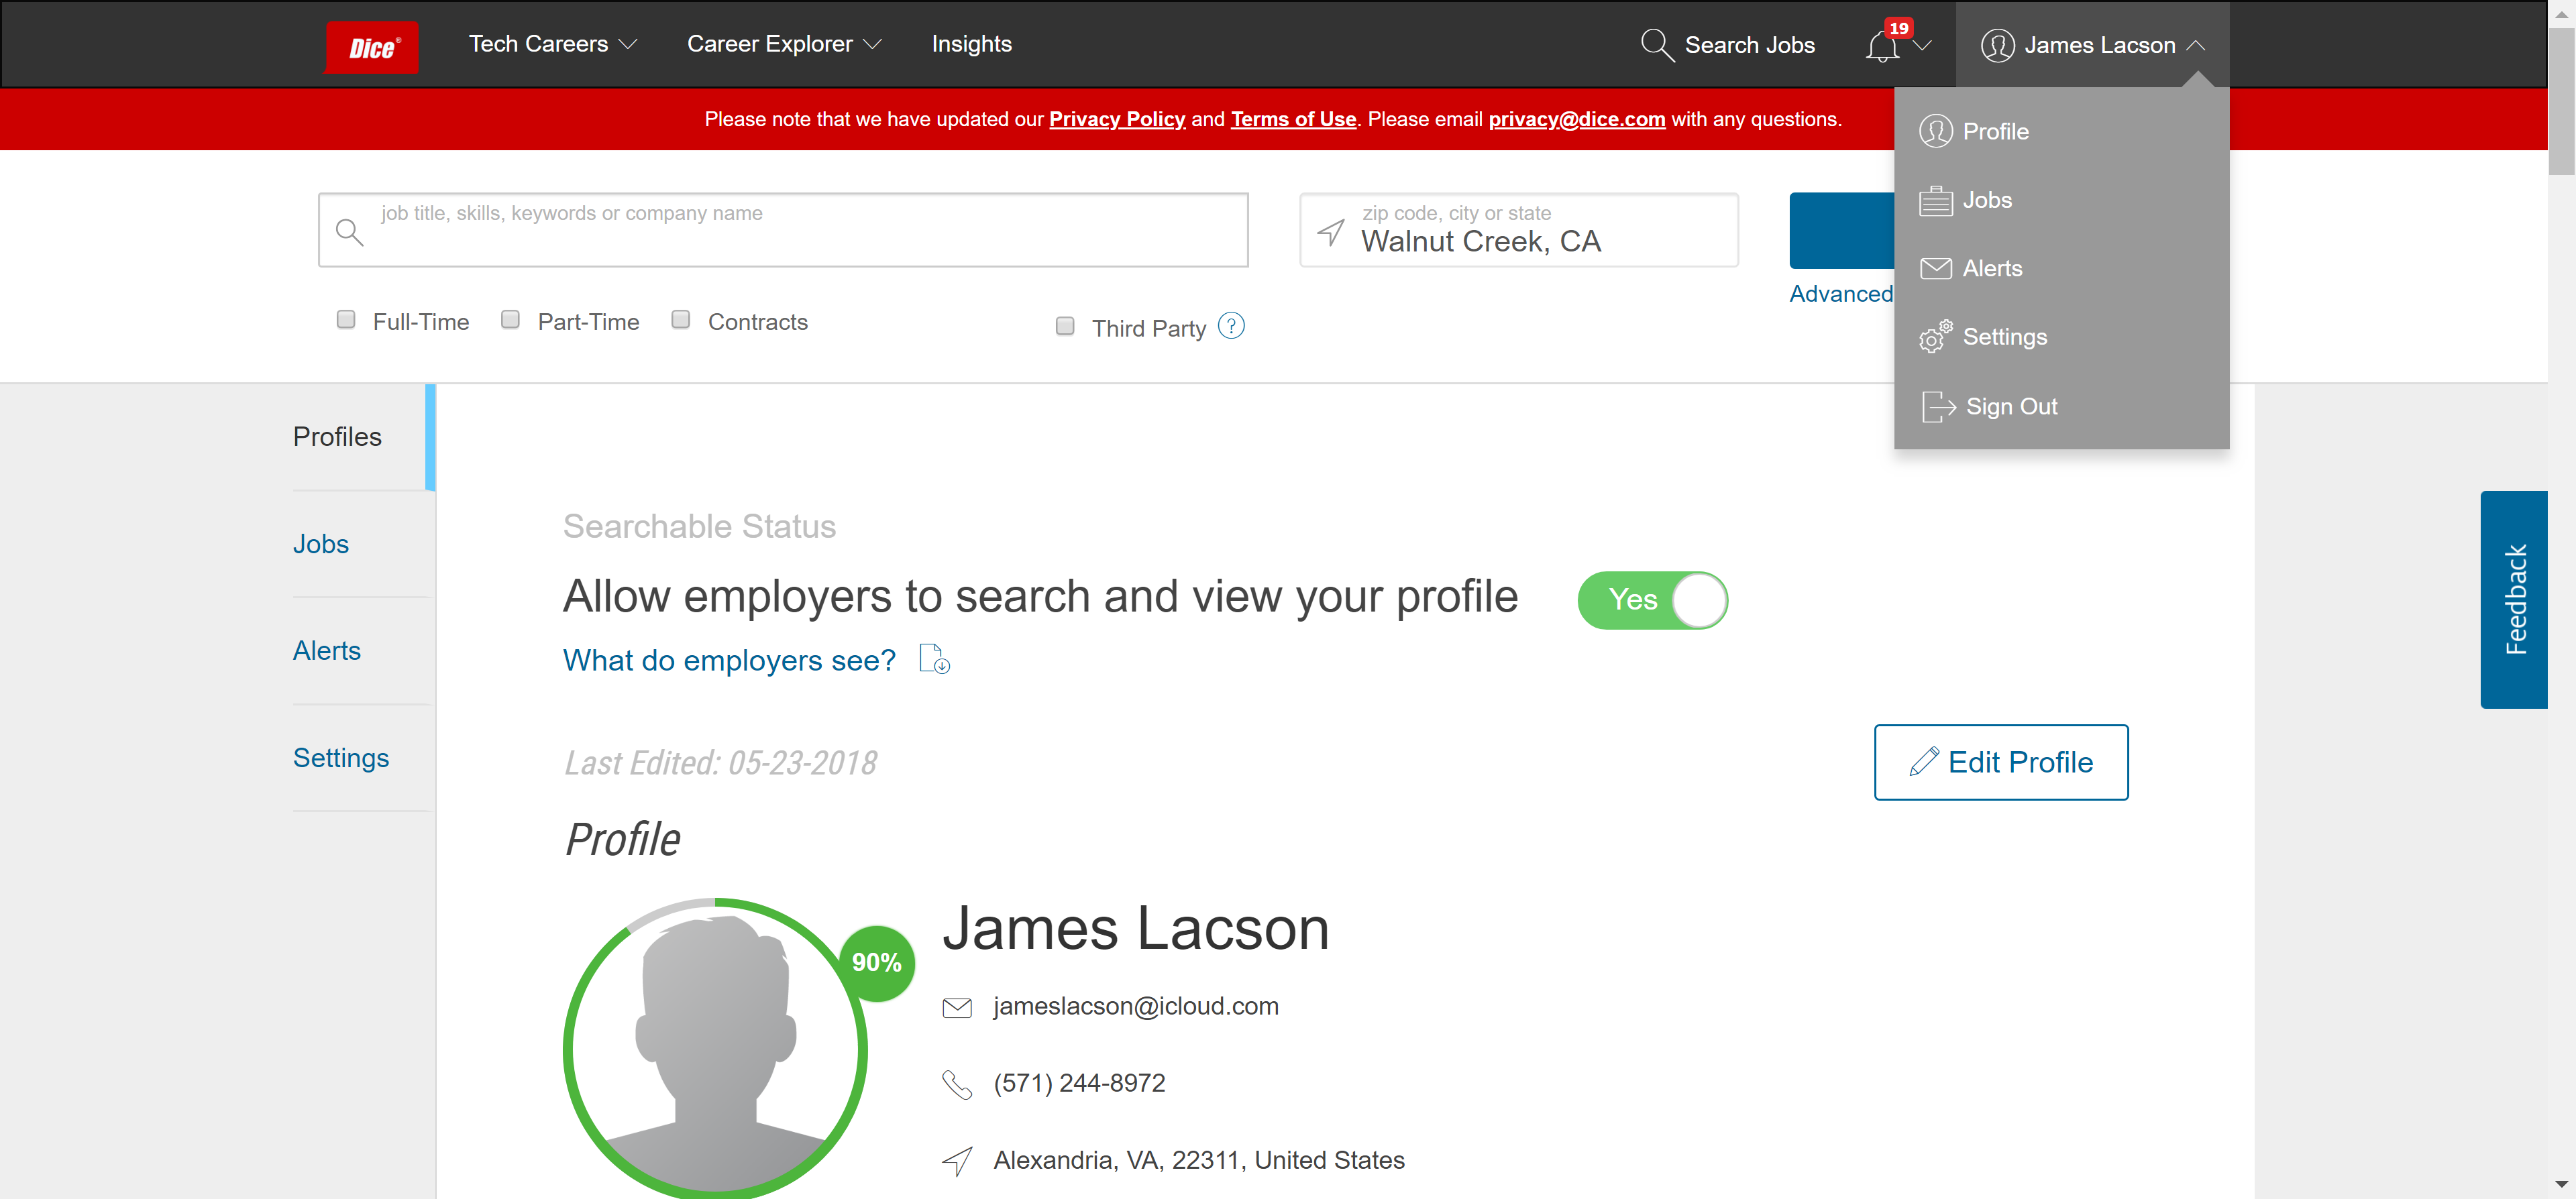 Dice®
Tech Careers
Career Explorer
Insights
Search Jobs
19
James Lacson
Please note that we have updated our Privacy Policy and Terms of Use. Please email privacy@dice.com with any questions.
Profile
Jobs
Alerts
Settings
Sign Out
job title, skills, keywords or company name
zip code, city or state
Walnut Creek, CA
Advanced
Full-Time
Part-Time
Contracts
Third Party ?
Profiles
Jobs
Alerts
Settings
Searchable Status
Allow employers to search and view your profile
Yes
What do employers see?
Last Edited: 05-23-2018
Edit Profile
Profile
90%
James Lacson
jameslacson@icloud.com
(571) 244-8972
Alexandria, VA, 22311, United States
Feedback